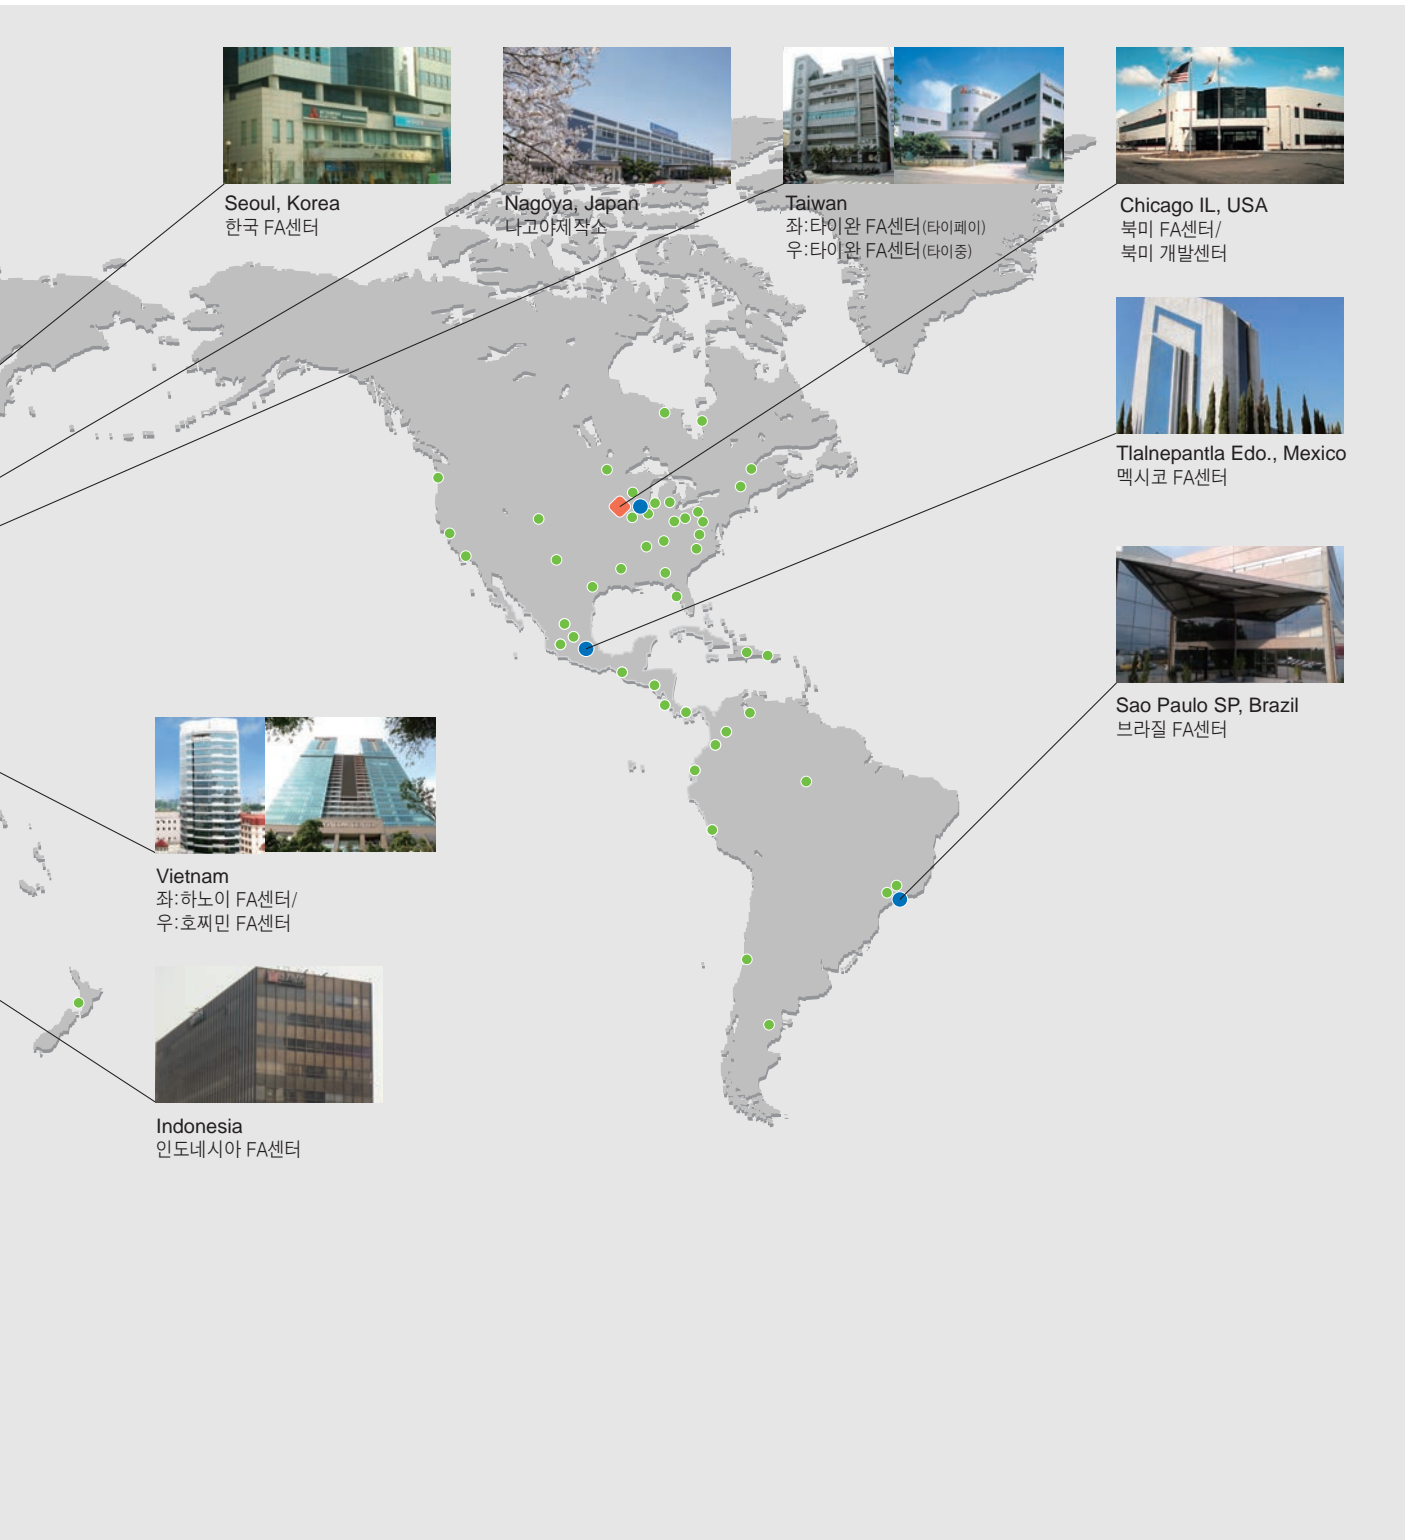 Seoul, Korea
한국 FA센터
Nagoya, Japan
나고야제작소
Taiwan
좌:타이완 FA센터(타이페이)
우:타이완 FA센터(타이중)
Chicago IL, USA
북미 FA센터/
북미 개발센터
Tlalnepantla Edo., Mexico
멕시코 FA센터
Sao Paulo SP, Brazil
브라질 FA센터
Vietnam
좌:하노이 FA센터/
우:호찌민 FA센터
Indonesia
인도네시아 FA센터